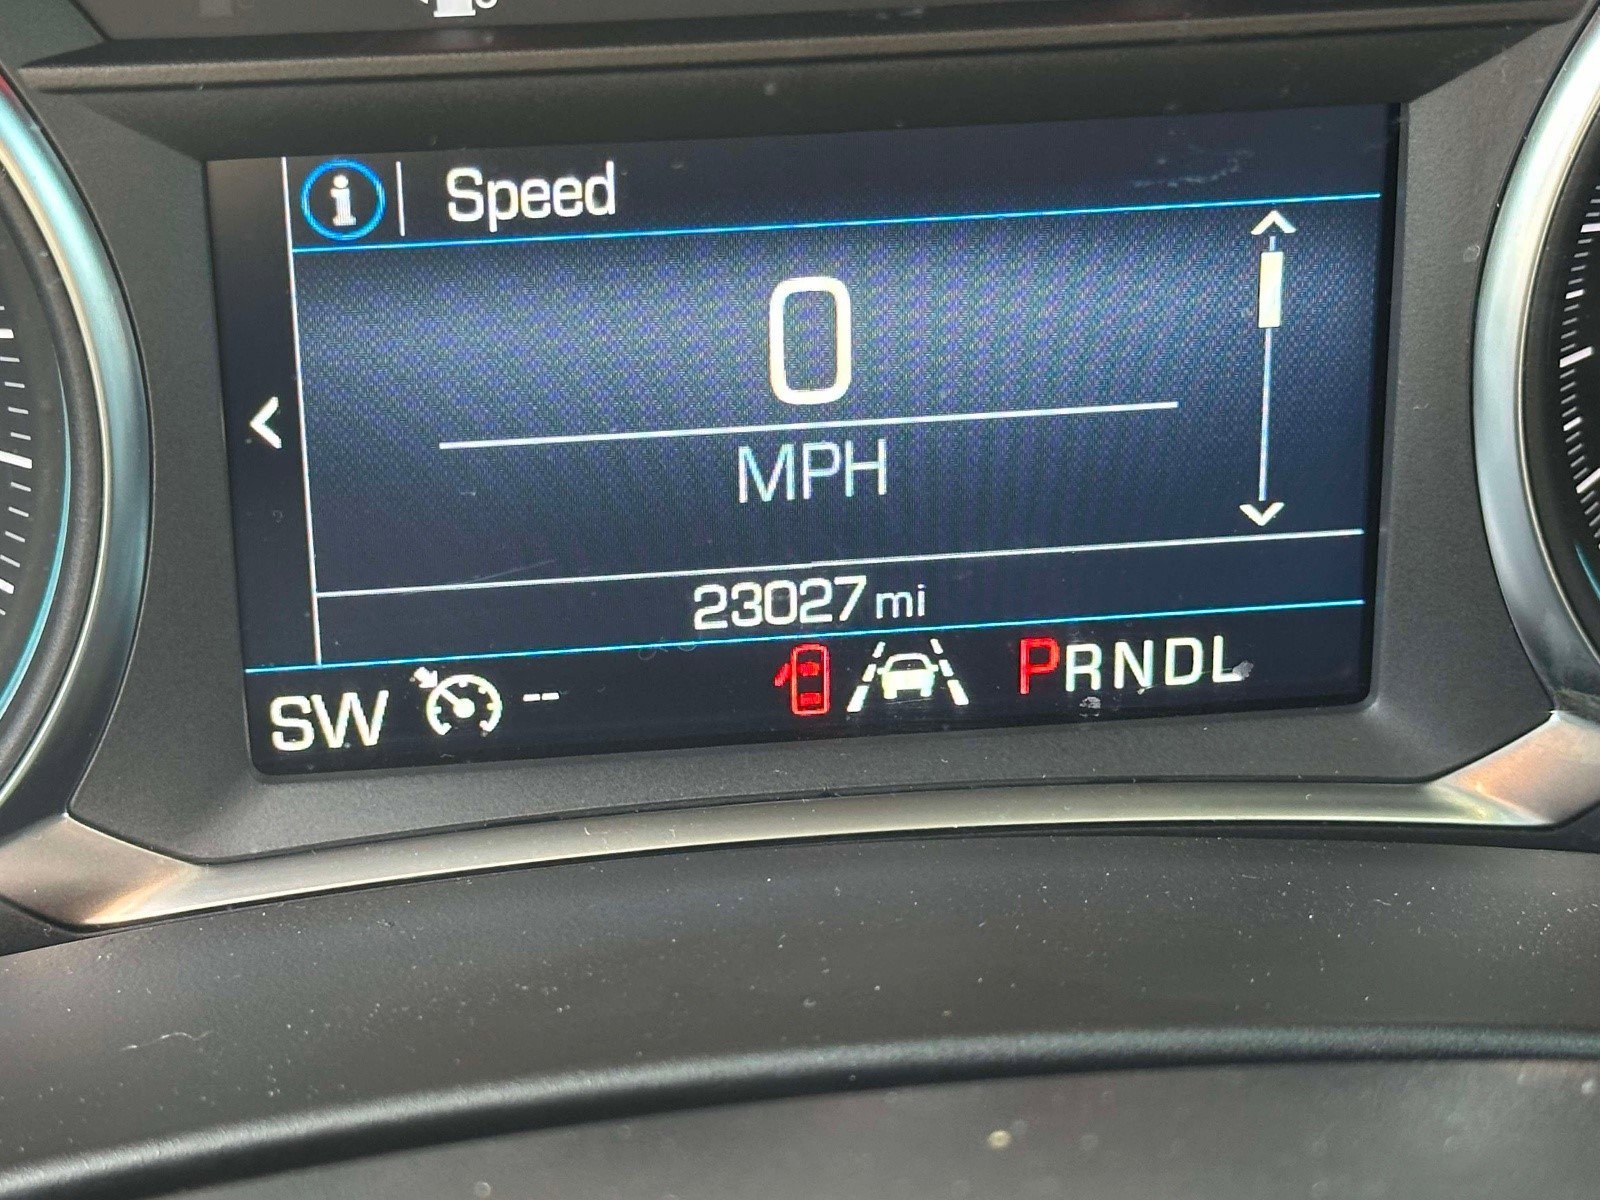 i Speed
0
MPH
23027 mi
SW -- PRNDL